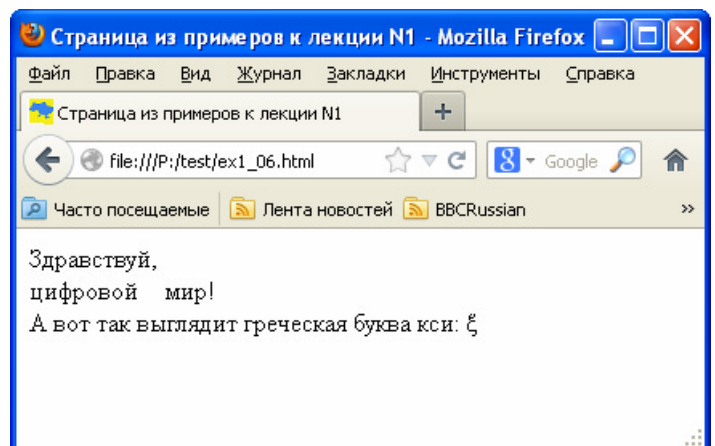 Страница из примеров к лекции N1 - Mozilla Firefox
Файл Правка Вид Журнал Закладки Инструменты Справка
Страница из примеров к лекции N1 +
file:///P:/test/ex1_06.html 8 Google
Часто посещаемые Лента новостей BBCRussian »
Здравствуй,
цифровой    мир!
А вот так выглядит греческая буква кси: ξ